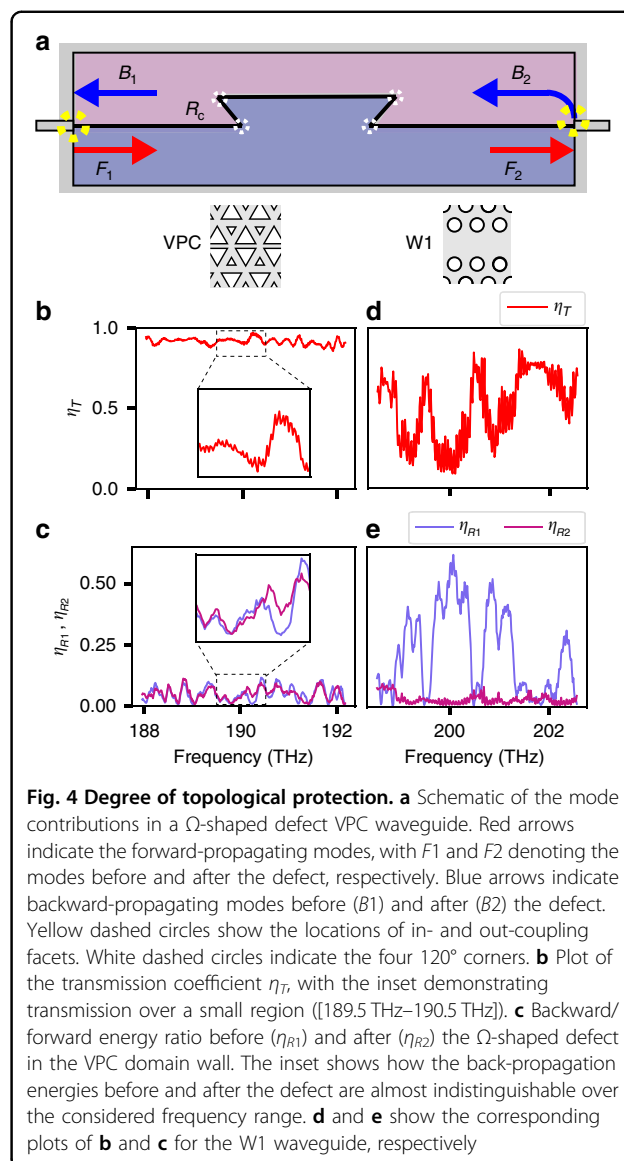 a
B1
B2
Rc
F1
F2
VPC
W1
b
d
ηT
1.0
0.5
0.0
ηT
c
e
ηR1
ηR2
0.50
0.25
0.00
ηR1, ηR2
188
190
192
200
202
Frequency (THz)
Frequency (THz)
Fig. 4 Degree of topological protection. a Schematic of the mode
contributions in a Ω-shaped defect VPC waveguide. Red arrows
indicate the forward-propagating modes, with F1 and F2 denoting the
modes before and after the defect, respectively. Blue arrows indicate
backward-propagating modes before (B1) and after (B2) the defect.
Yellow dashed circles show the locations of in- and out-coupling
facets. White dashed circles indicate the four 120° corners. b Plot of
the transmission coefficient ηT, with the inset demonstrating
transmission over a small region ([189.5 THz–190.5 THz]). c Backward/
forward energy ratio before (ηR1) and after (ηR2) the Ω-shaped defect
in the VPC domain wall. The inset shows how the back-propagation
energies before and after the defect are almost indistinguishable over
the considered frequency range. d and e show the corresponding
plots of b and c for the W1 waveguide, respectively